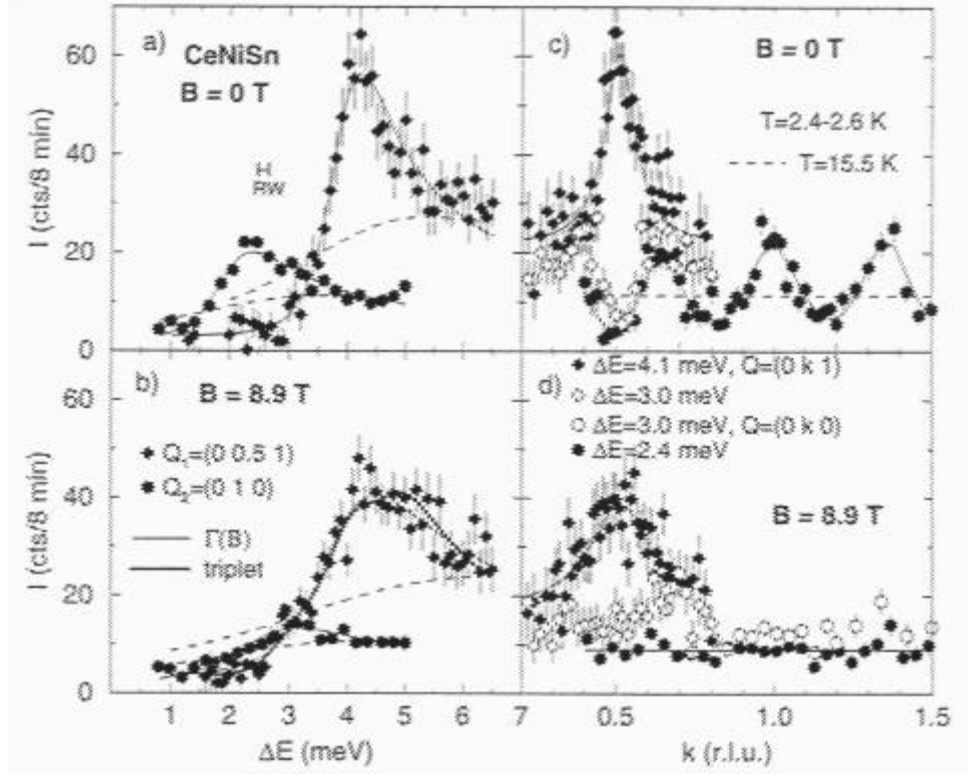 a)
CeNiSn
B = 0 T
H
RW
60
40
20
0
I (cts/8 min)
c)
B = 0 T
T=2.4-2.6 K
T=15.5 K
b)
B = 8.9 T
Q₁=(0 0.5 1)
Q₂=(0 1 0)
Γ(B)
triplet
60
40
20
0
I (cts/8 min)
1 2 3 4 5 6 7
ΔE (meV)
d)
ΔE=4.1 meV, Q=(0 k 1)
ΔE=3.0 meV
ΔE=3.0 meV, Q=(0 k 0)
ΔE=2.4 meV
B = 8.9 T
0.5 1.0 1.5
k (r.l.u.)